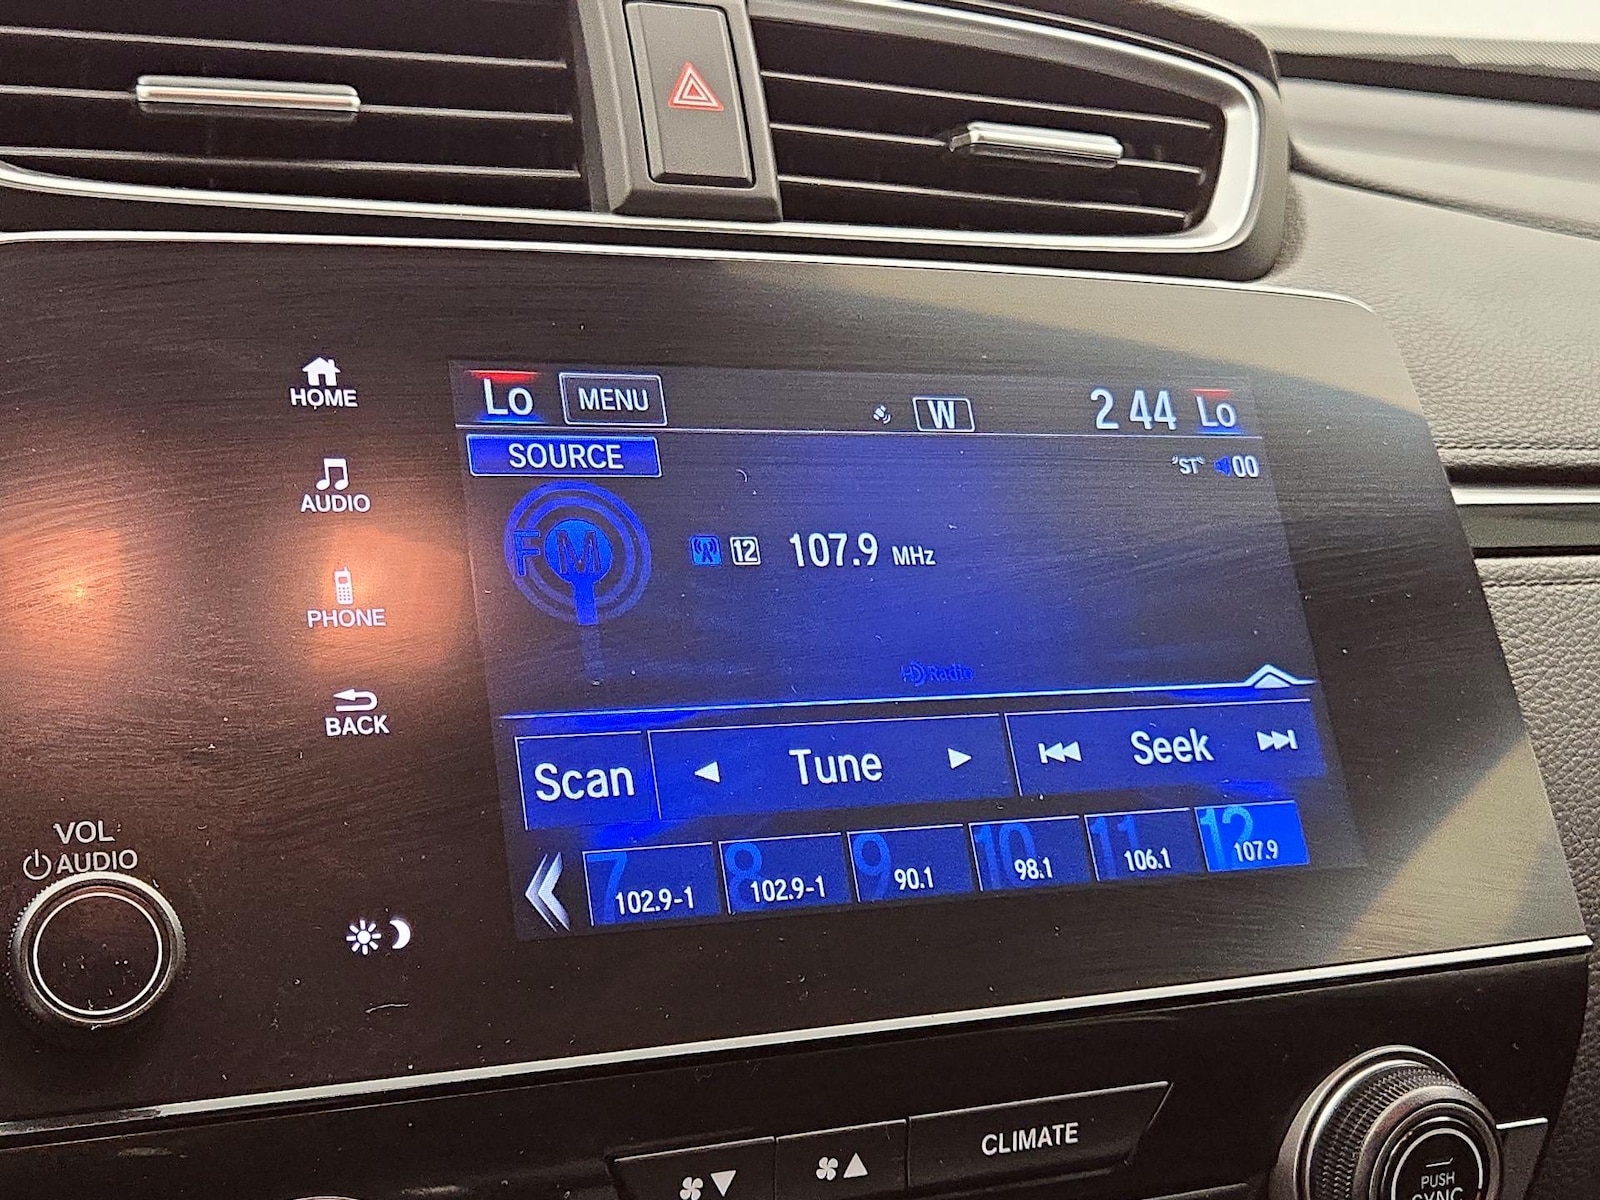 HOME
AUDIO
PHONE
BACK
VOL
AUDIO
Lo MENU W 2 44 Lo
SOURCE "ST" 00
FM 12 107.9 MHz
HD Radio
Scan Tune Seek
7 102.9-1
8 102.9-1
9 90.1
10 98.1
11 106.1
12 107.9
CLIMATE
PUSH
SYNC